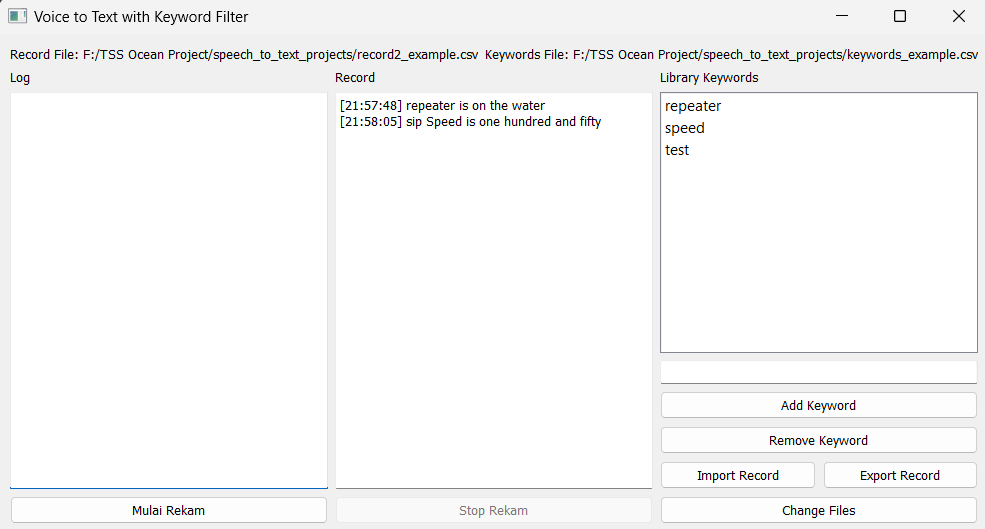 Voice to Text with Keyword Filter
Record File: F:/TSS Ocean Project/speech_to_text_projects/record2_example.csv
Keywords File: F:/TSS Ocean Project/speech_to_text_projects/keywords_example.csv
Log
Record
Library Keywords
[21:57:48] repeater is on the water
[21:58:05] sip Speed is one hundred and fifty
repeater
speed
test
Add Keyword
Remove Keyword
Import Record
Export Record
Mulai Rekam
Stop Rekam
Change Files